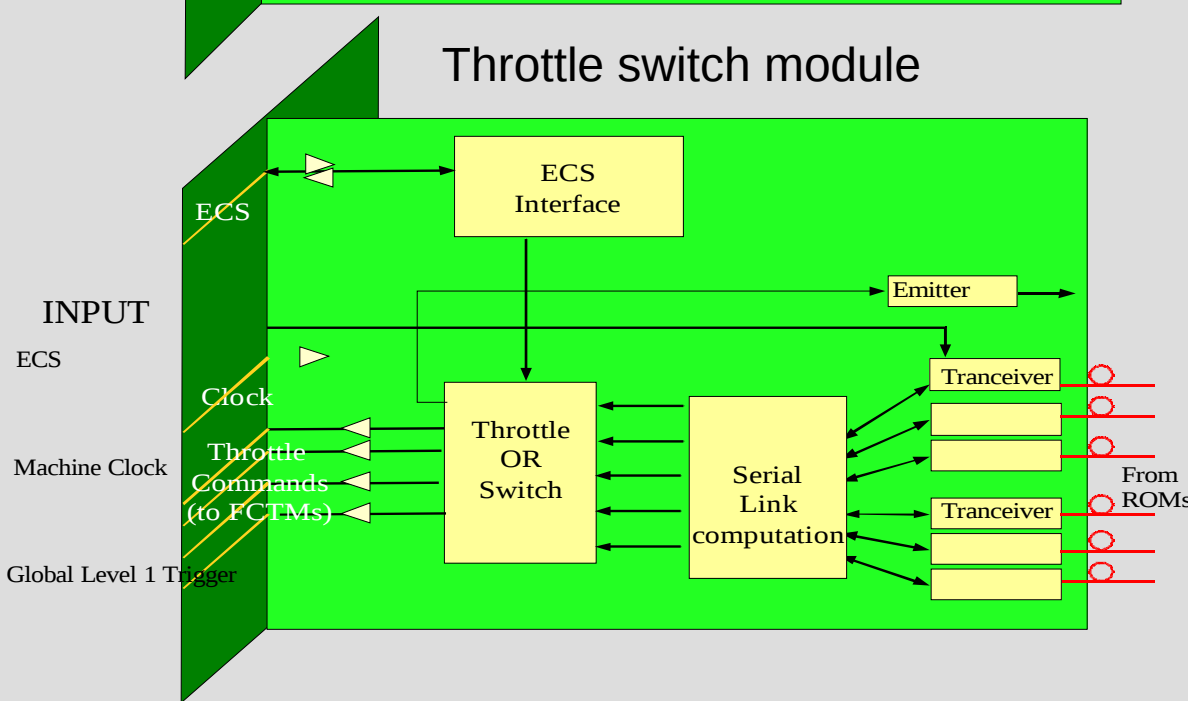 Throttle switch module
ECS
Interface
ECS
INPUT
Emitter
ECS
Clock
Tranceiver
Throttle
OR
Switch
Throttle
Commands
(to FCTMs)
Machine Clock
Serial
Link
computation
From
ROMs
Tranceiver
Global Level 1 Trigger